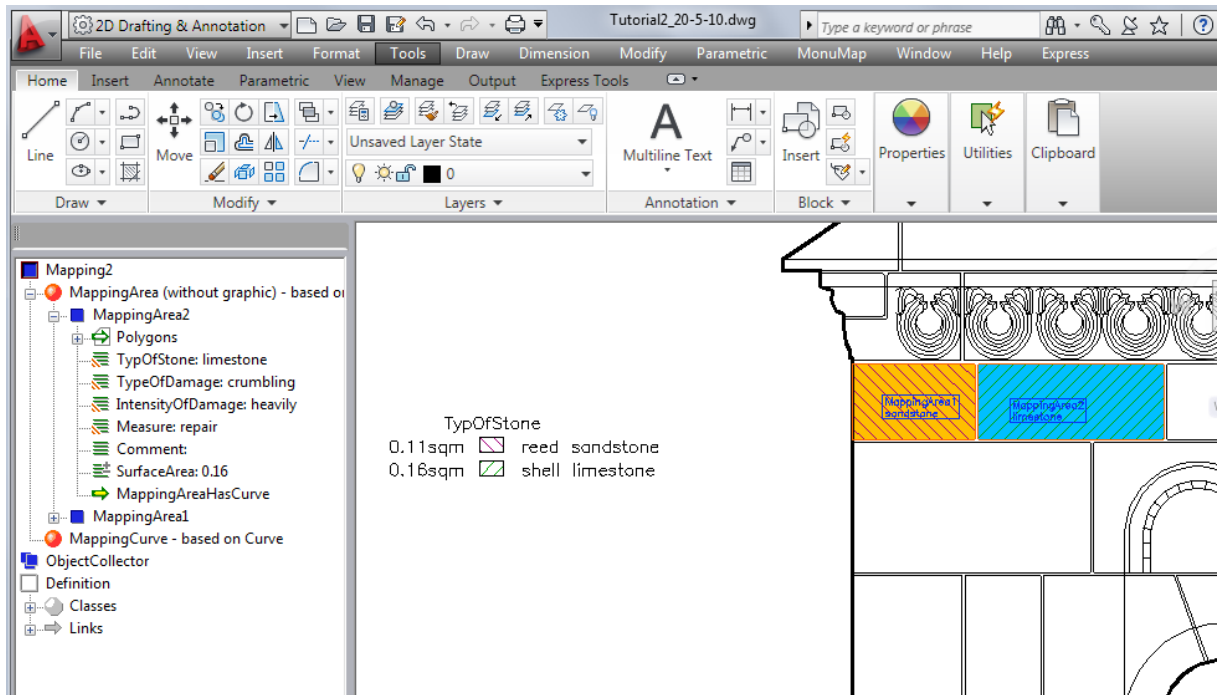 2D Drafting & Annotation Tutorial2_20-5-10.dwg Type a keyword or phrase
File Edit View Insert Format Tools Draw Dimension Modify Parametric MonuMap Window Help Express
Home Insert Annotate Parametric View Manage Output Express Tools
Unsaved Layer State
Line Move Multiline Text Insert Properties Utilities Clipboard
0
Draw Modify Layers Annotation Block
Mapping2
MappingArea (without graphic) - based on
MappingArea2
Polygons
TypOfStone: limestone
TypeOfDamage: crumbling
IntensityOfDamage: heavily
Measure: repair
Comment:
SurfaceArea: 0.16
MappingAreaHasCurve
MappingArea1
MappingCurve - based on Curve
ObjectCollector
Definition
Classes
Links
TypOfStone
0.11sqm reed sandstone
0.16sqm shell limestone
MappingArea1
sandstone
MappingArea2
limestone